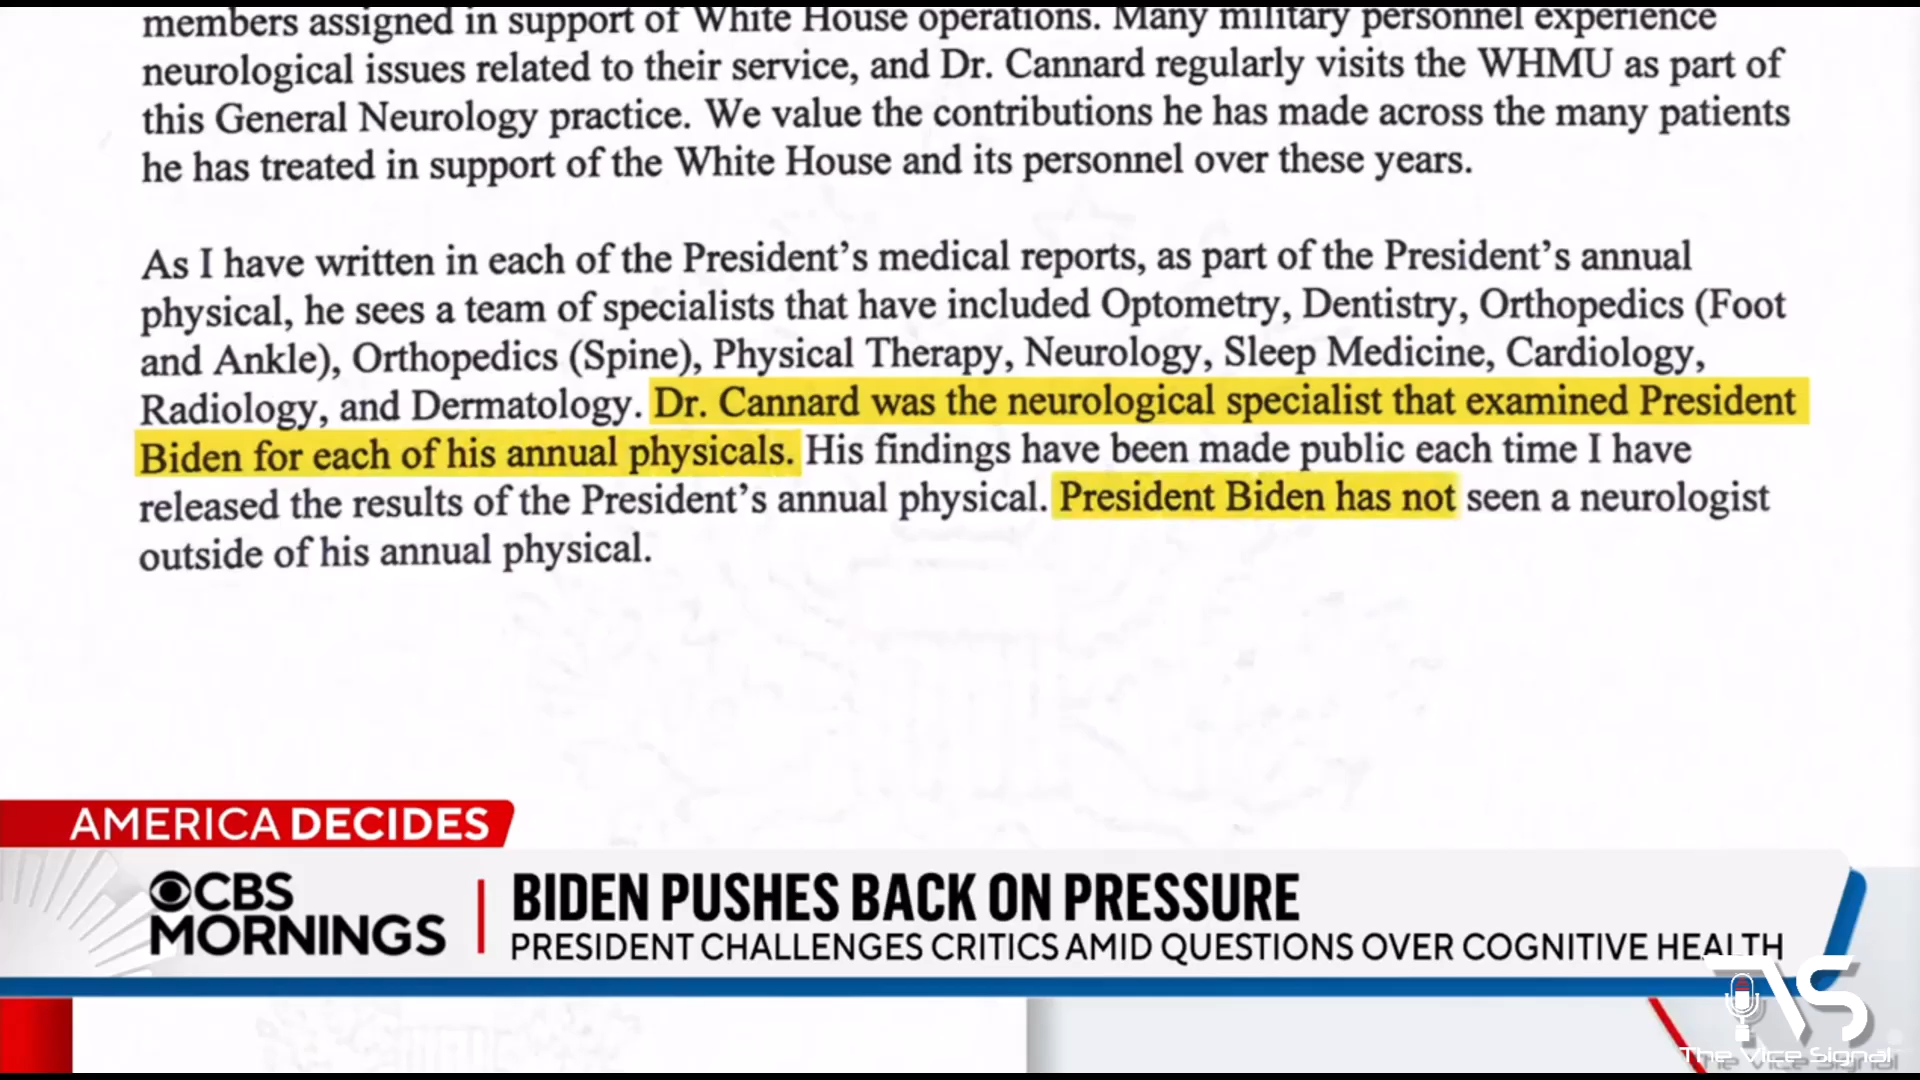 members assigned in support of White House operations. Many military personnel experience
neurological issues related to their service, and Dr. Cannard regularly visits the WHMU as part of
this General Neurology practice. We value the contributions he has made across the many patients
he has treated in support of the White House and its personnel over these years.
As I have written in each of the President’s medical reports, as part of the President’s annual
physical, he sees a team of specialists that have included Optometry, Dentistry, Orthopedics (Foot
and Ankle), Orthopedics (Spine), Physical Therapy, Neurology, Sleep Medicine, Cardiology,
Radiology, and Dermatology. Dr. Cannard was the neurological specialist that examined President
Biden for each of his annual physicals. His findings have been made public each time I have
released the results of the President’s annual physical. President Biden has not seen a neurologist
outside of his annual physical.
AMERICA DECIDES
CBS
MORNINGS
BIDEN PUSHES BACK ON PRESSURE
PRESIDENT CHALLENGES CRITICS AMID QUESTIONS OVER COGNITIVE HEALTH
VS
The Vice Signal